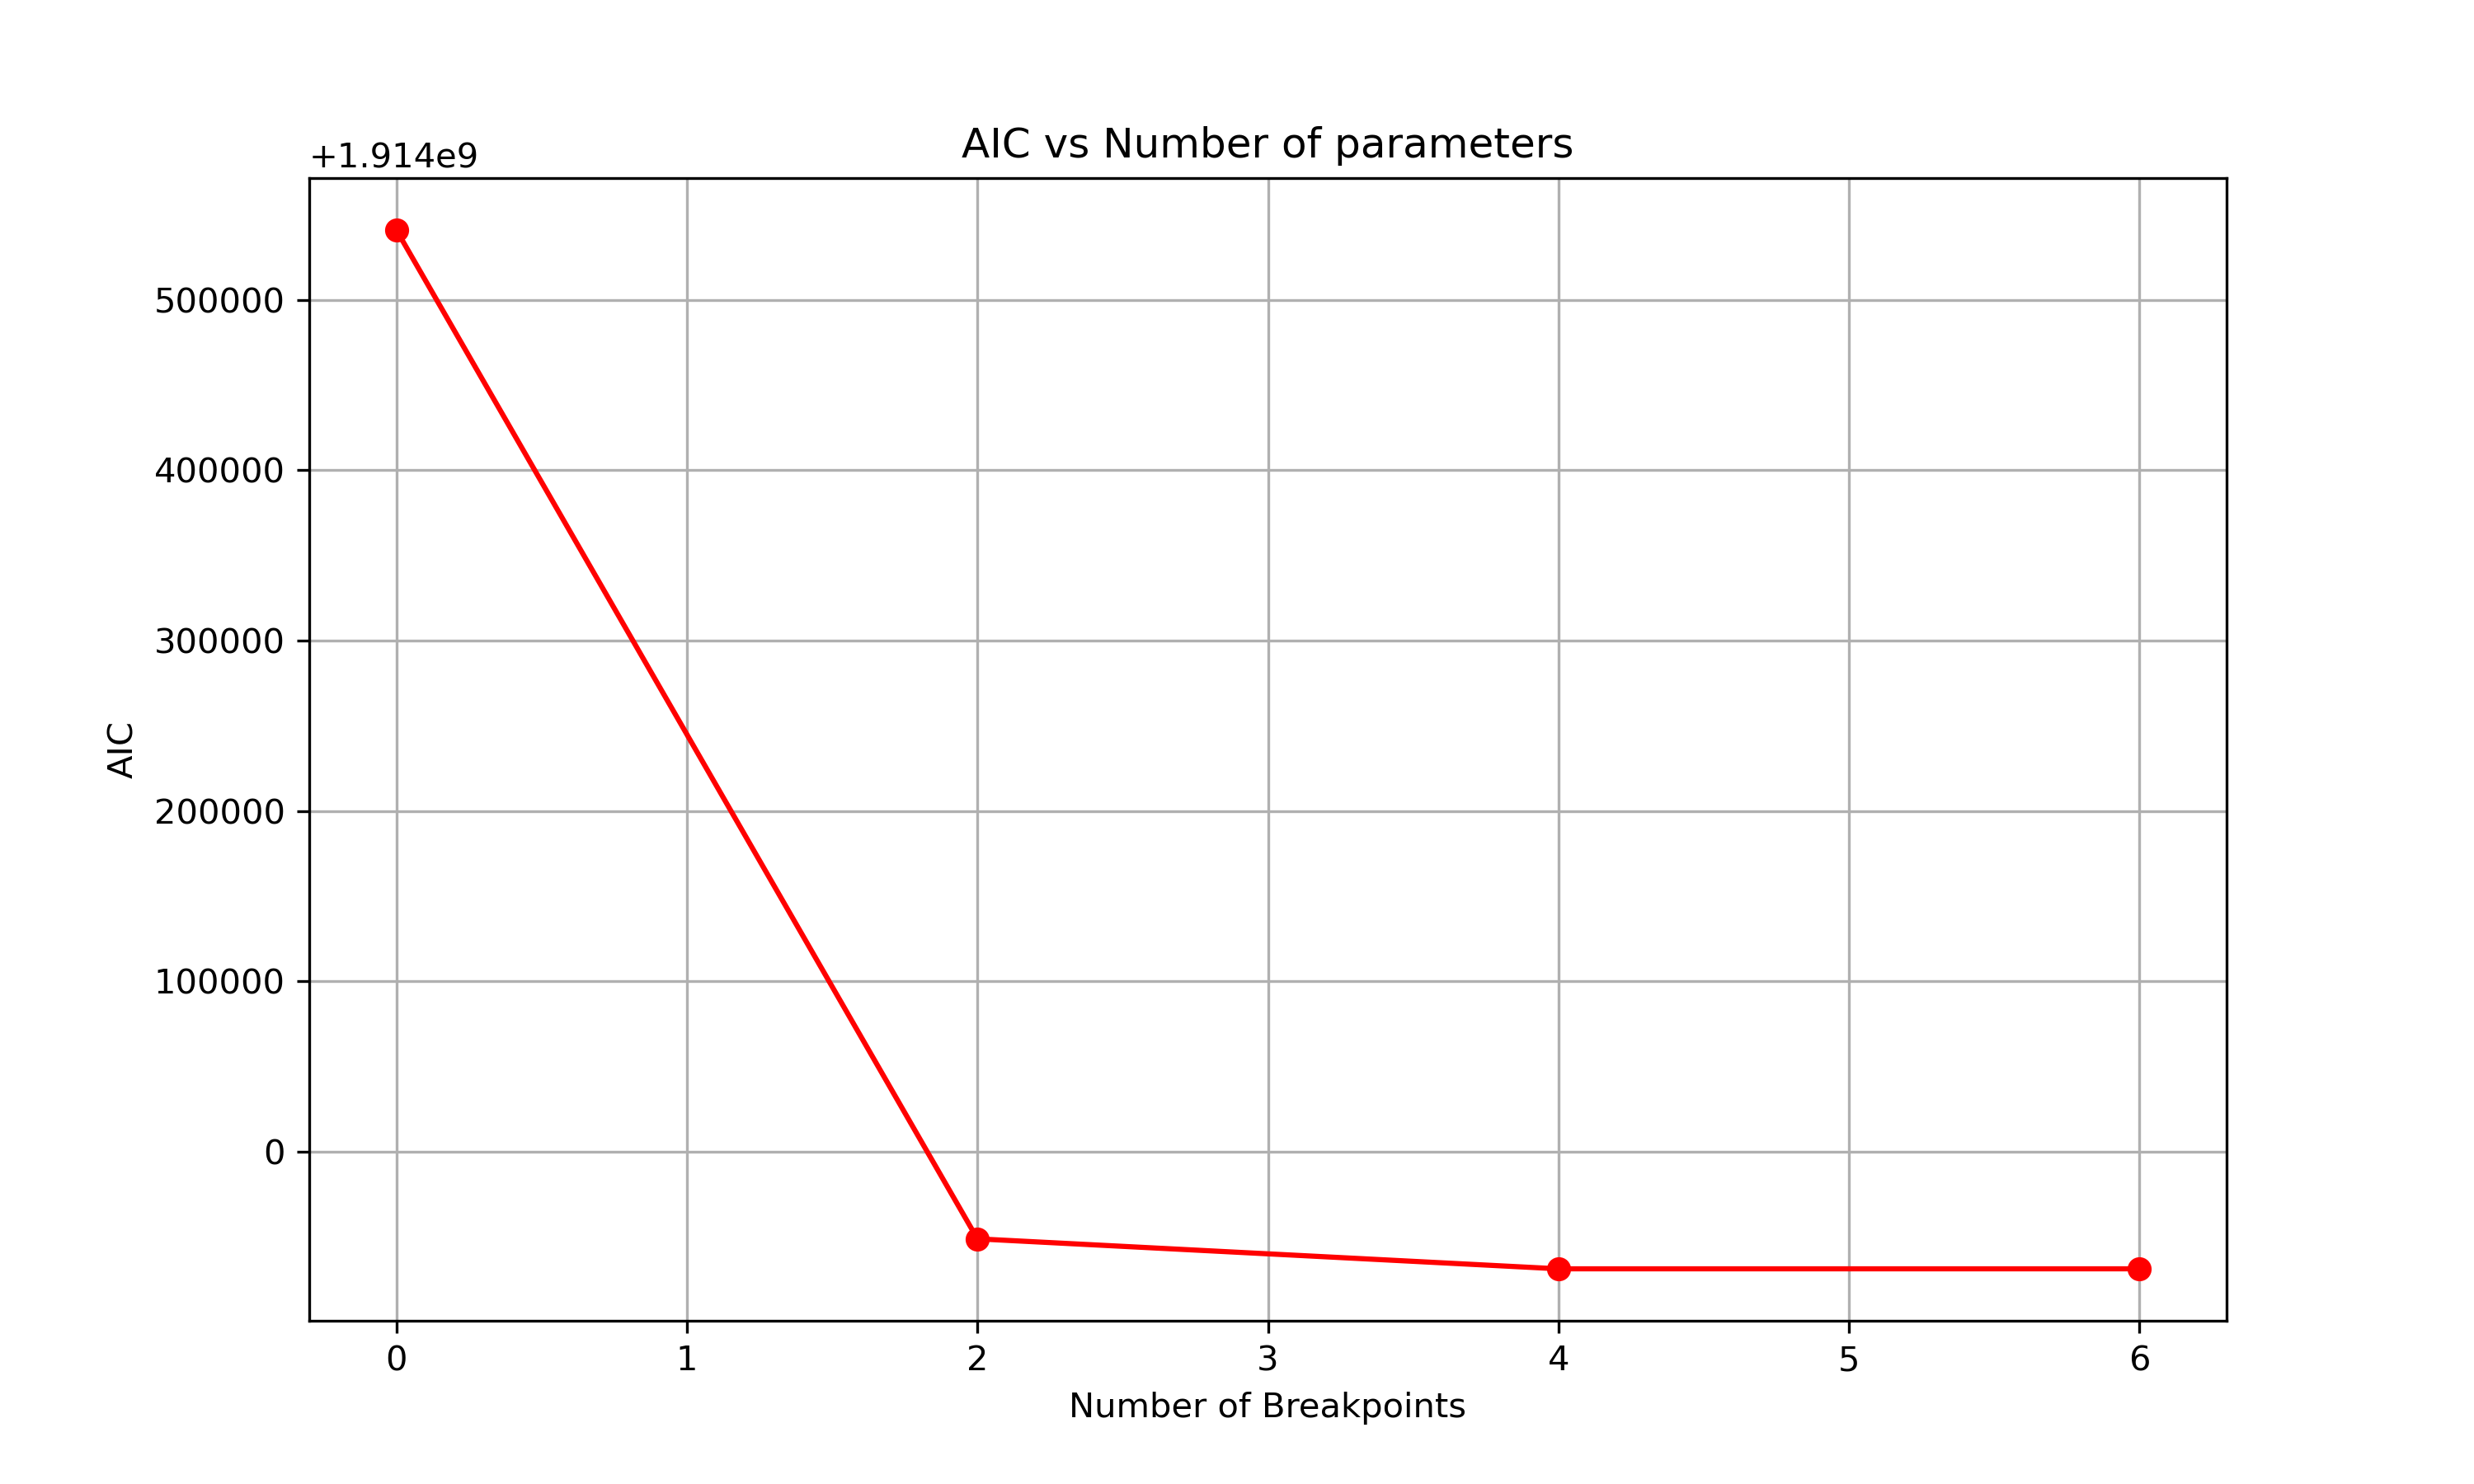 AIC vs Number of parameters
+1.914e9
500000
400000
300000
200000
100000
0
AIC
0 1 2 3 4 5 6
Number of Breakpoints